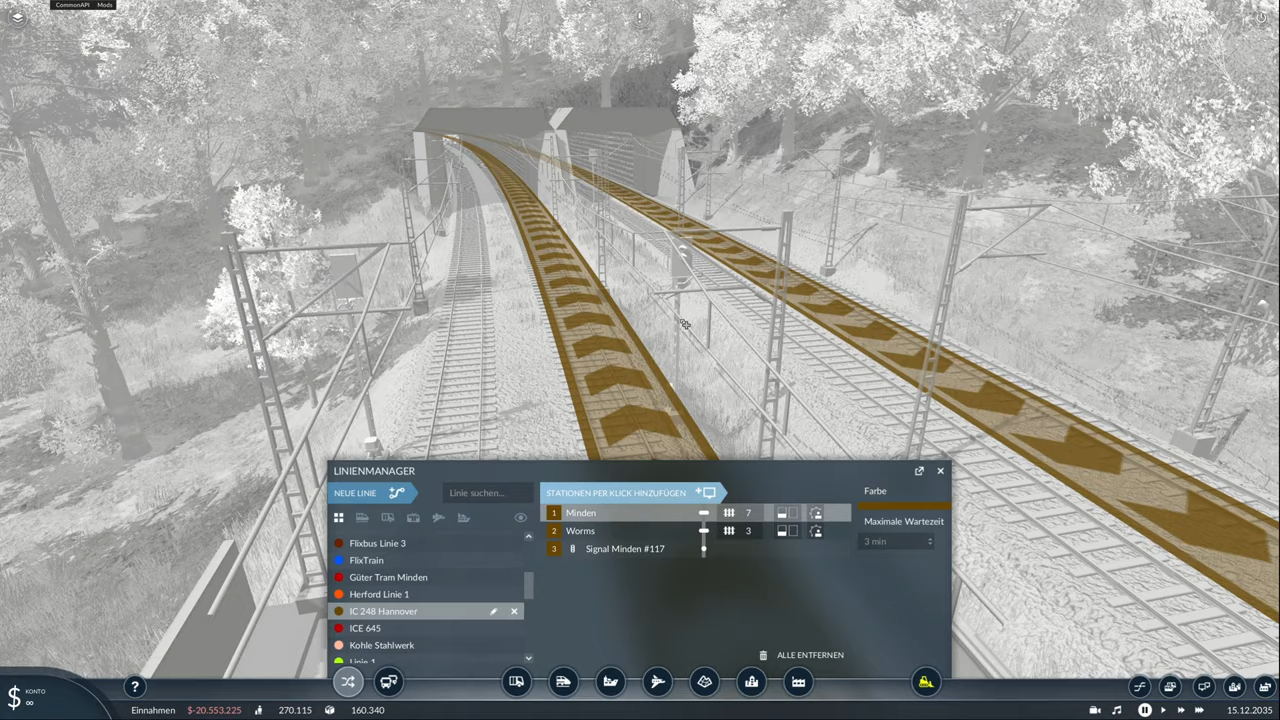 CommonAPI Mods
LINIENMANAGER
NEUE LINIE
Linie suchen...
STATIONEN PER KLICK HINZUFÜGEN
Farbe
1 Minden 7
2 Worms 3
3 Signal Minden #117
Maximale Wartezeit
3 min
Flixbus Linie 3
FlixTrain
Güter Tram Minden
Herford Linie 1
IC 248 Hannover
ICE 645
Kohle Stahlwerk
Linie 1
ALLE ENTFERNEN
$ KONTO
∞
?
Einnahmen $-20.553.225 270.115 160.340
15.12.2035